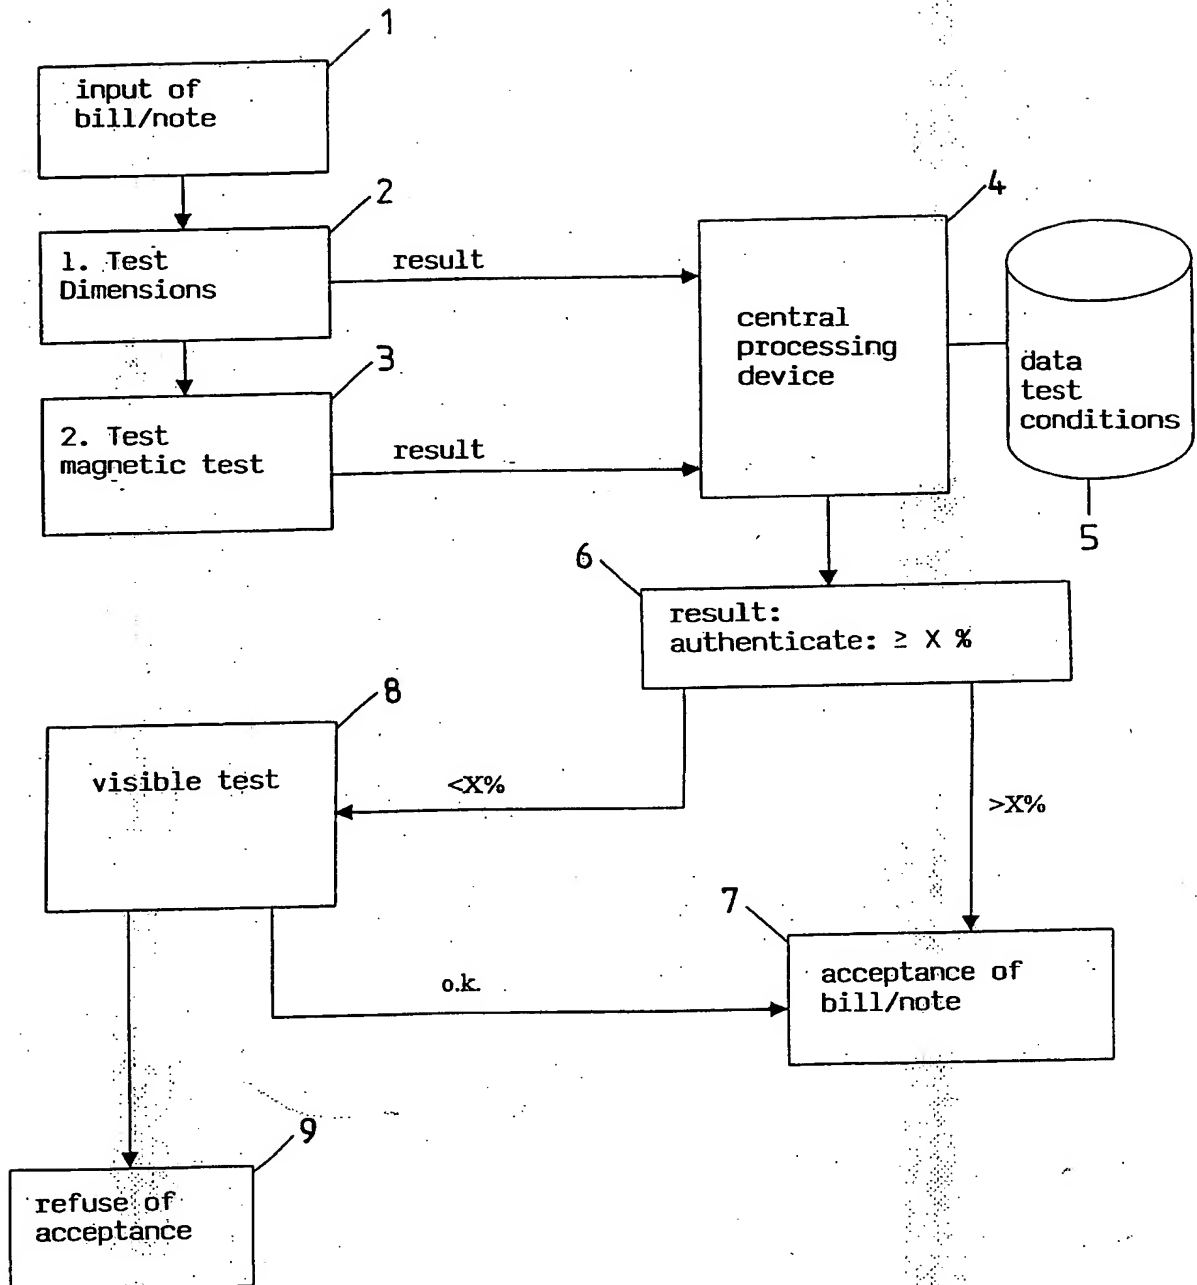 1
input of
bill/note
2
1. Test
Dimensions
result
3
2. Test
magnetic test
result
4
central
processing
device
data
test
conditions
5
6
result:
authenticate: ≥ X %
8
visible test
<X%
>X%
7
acceptance of
bill/note
o.k.
9
refuse of
acceptance